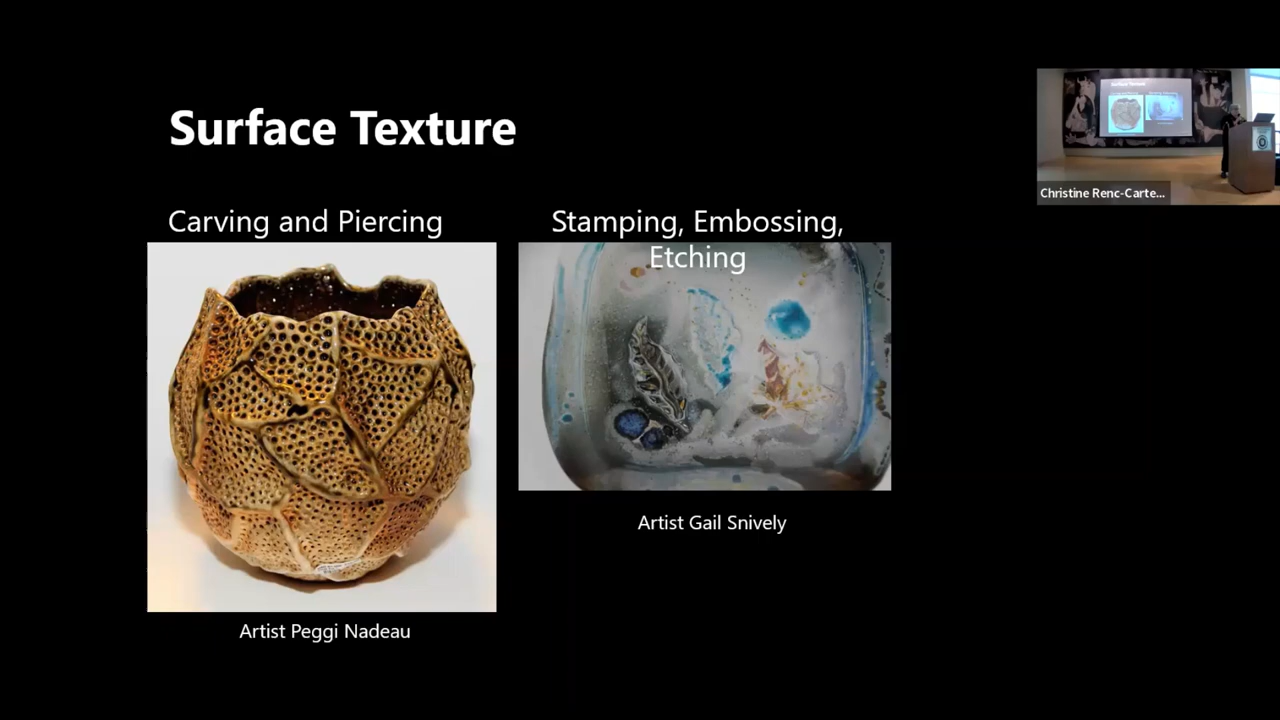 Surface Texture
Carving and Piercing
Stamping, Embossing,
Etching
Christine Renc-Carte...
Artist Gail Snively
Artist Peggi Nadeau